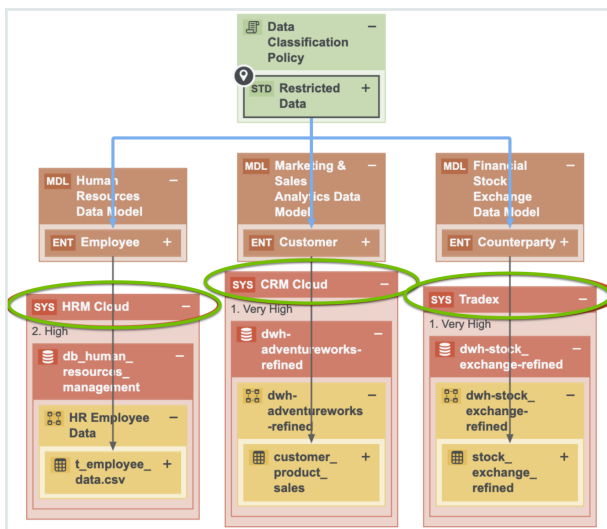 Data
Classification
Policy
STD Restricted
Data
MDL Human
Resources
Data Model
ENT Employee
MDL Marketing &
Sales
Analytics Data
Model
ENT Customer
MDL Financial
Stock
Exchange
Data Model
ENT Counterparty
SYS HRM Cloud
2. High
db_human_
resources_
management
HR Employee
Data
t_employee_
data.csv
SYS CRM Cloud
1. Very High
dwh-
adventureworks-
refined
dwh-
adventureworks
-refined
customer_
product_
sales
SYS Tradex
1. Very High
dwh-stock_
exchange-refined
dwh-stock_
exchange-
refined
stock_
exchange_
refined